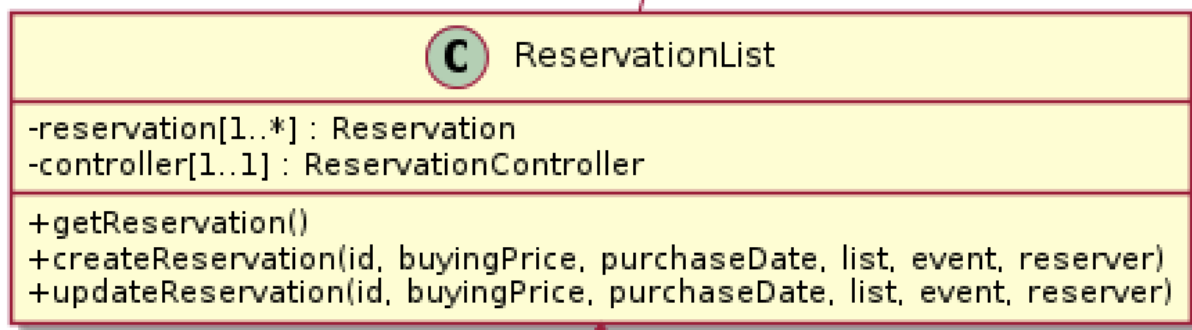 C ReservationList
-reservation[1..*] : Reservation
-controller[1..1] : ReservationController
+getReservation()
+createReservation(id, buyingPrice, purchaseDate, list, event, reserver)
+updateReservation(id, buyingPrice, purchaseDate, list, event, reserver)